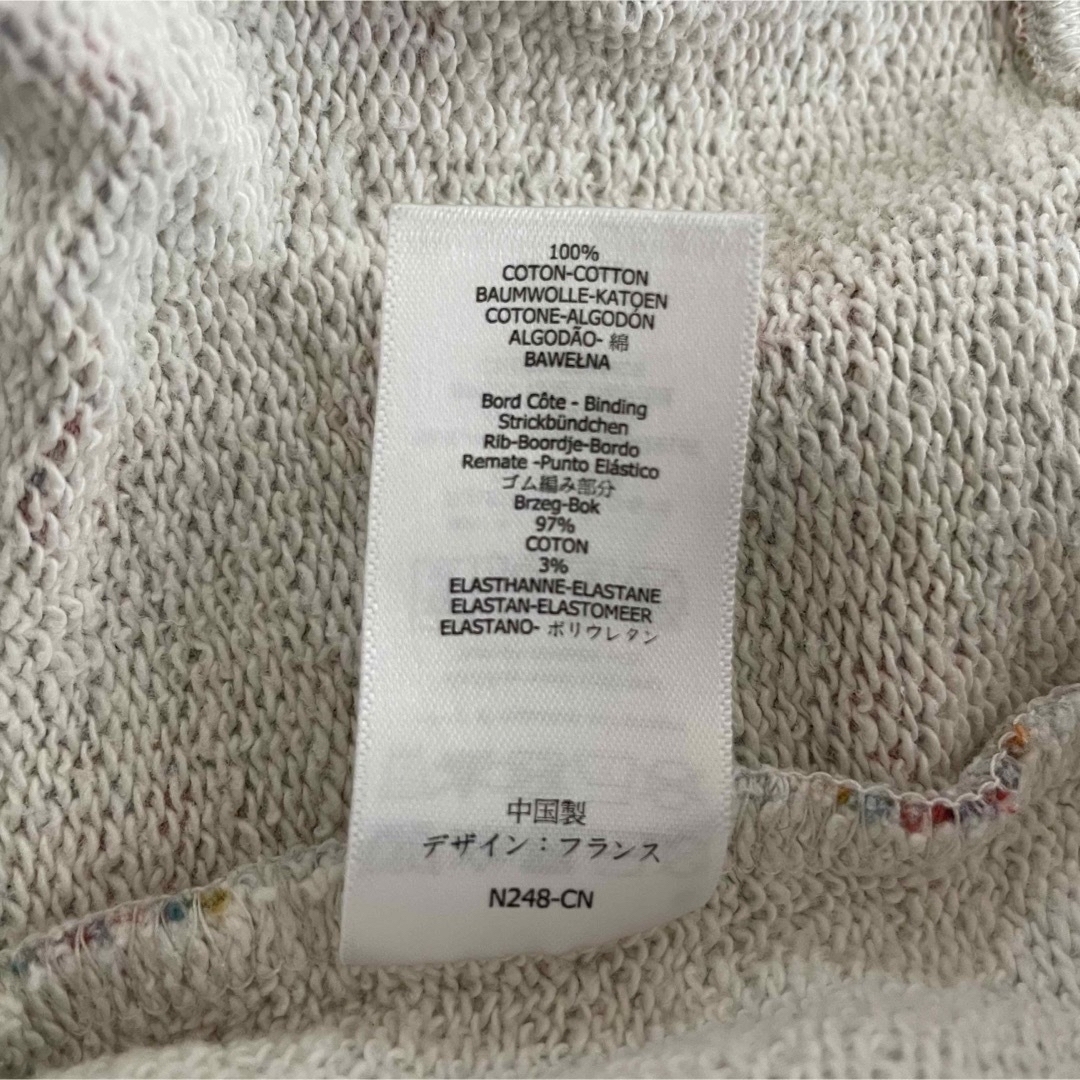 100%
COTON-COTTON
BAUMWOLLE-KATOEN
COTONE-ALGODÓN
ALGODÃO- 綿
BAWEŁNA
Bord Côte - Binding
Strickbündchen
Rib-Boordje-Bordo
Remate -Punto Elástico
ゴム編み部分
Brzeg-Bok
97%
COTON
3%
ELASTHANNE-ELASTANE
ELASTAN-ELASTOMEER
ELASTANO- ポリウレタン
中国製
デザイン：フランス
N248-CN